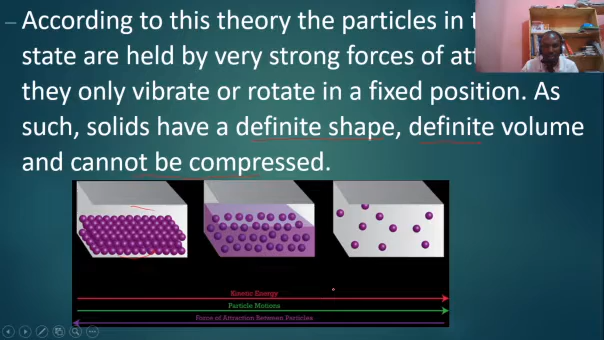 – According to this theory the particles in
state are held by very strong forces of
they only vibrate or rotate in a fixed position. As
such, solids have a definite shape, definite volume
and cannot be compressed.
Kinetic Energy
Particle Motions
Force of Attraction Between Particles